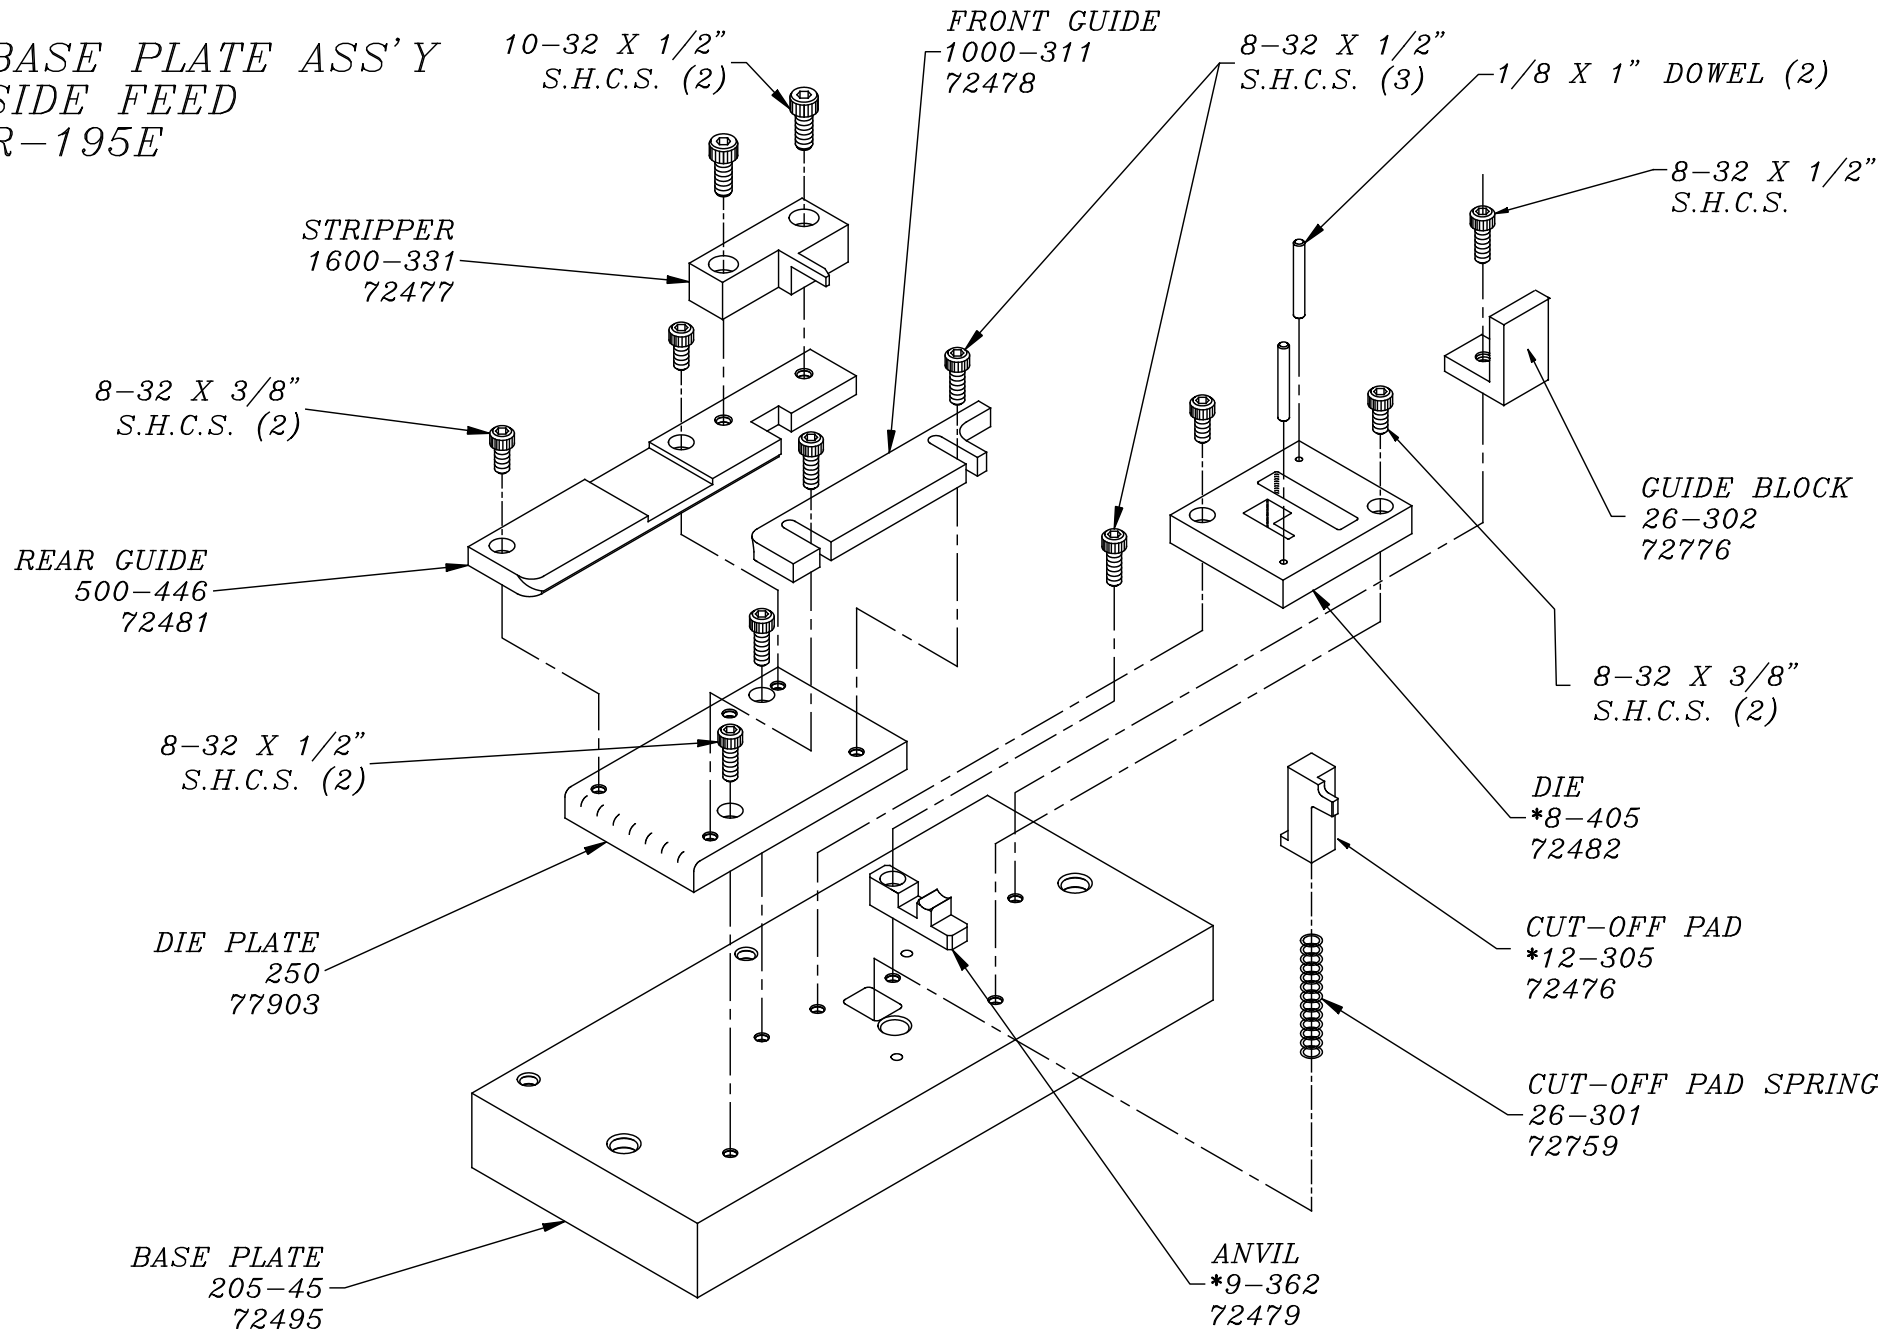 BASE PLATE ASS'Y
SIDE FEED
R-195E
10-32 X 1/2"
S.H.C.S. (2)
FRONT GUIDE
1000-311
72478
8-32 X 1/2"
S.H.C.S. (3)
1/8 X 1" DOWEL (2)
8-32 X 1/2"
S.H.C.S.
STRIPPER
1600-331
72477
8-32 X 3/8"
S.H.C.S. (2)
GUIDE BLOCK
26-302
72776
REAR GUIDE
500-446
72481
8-32 X 3/8"
S.H.C.S. (2)
8-32 X 1/2"
S.H.C.S. (2)
DIE
*8-405
72482
DIE PLATE
250
77903
CUT-OFF PAD
*12-305
72476
CUT-OFF PAD SPRING
26-301
72759
BASE PLATE
205-45
72495
ANVIL
*9-362
72479